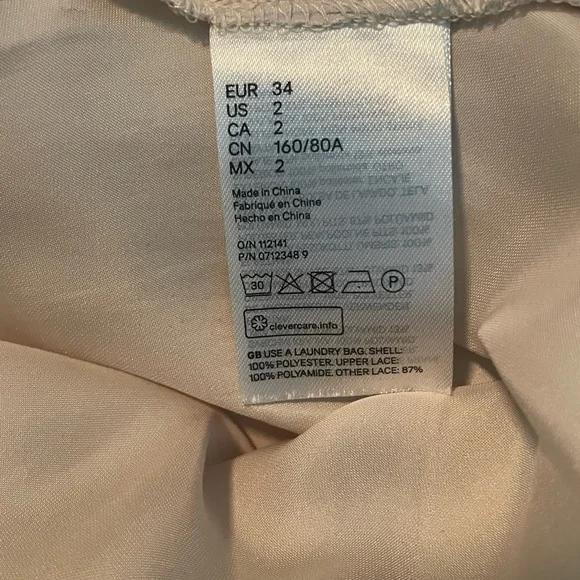 EUR 34
US 2
CA 2
CN 160/80A
MX 2
Made in China
Fabriqué en Chine
Hecho en China
O/N 112141
P/N 0712348 9
30 P
clevercare.info
GB USE A LAUNDRY BAG. SHELL:
100% POLYESTER. UPPER LACE:
100% POLYAMIDE. OTHER LACE: 87%